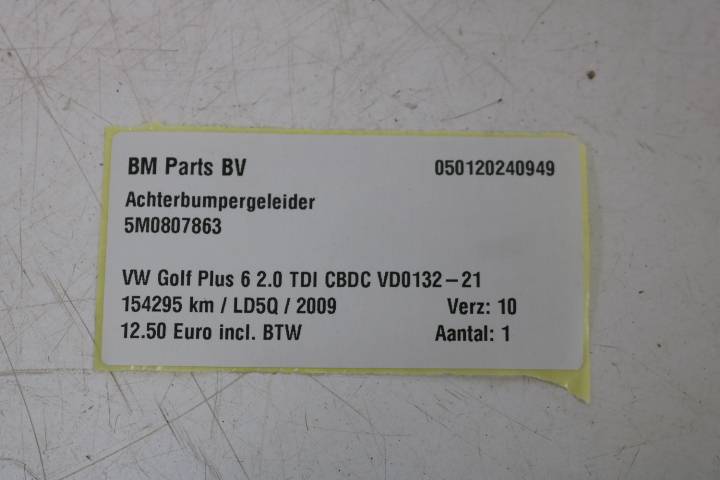 BM Parts BV 050120240949
Achterbumpergeleider
5M0807863
VW Golf Plus 6 2.0 TDI CBDC VD0132-21
154295 km / LD5Q / 2009 Verz: 10
12.50 Euro incl. BTW Aantal: 1